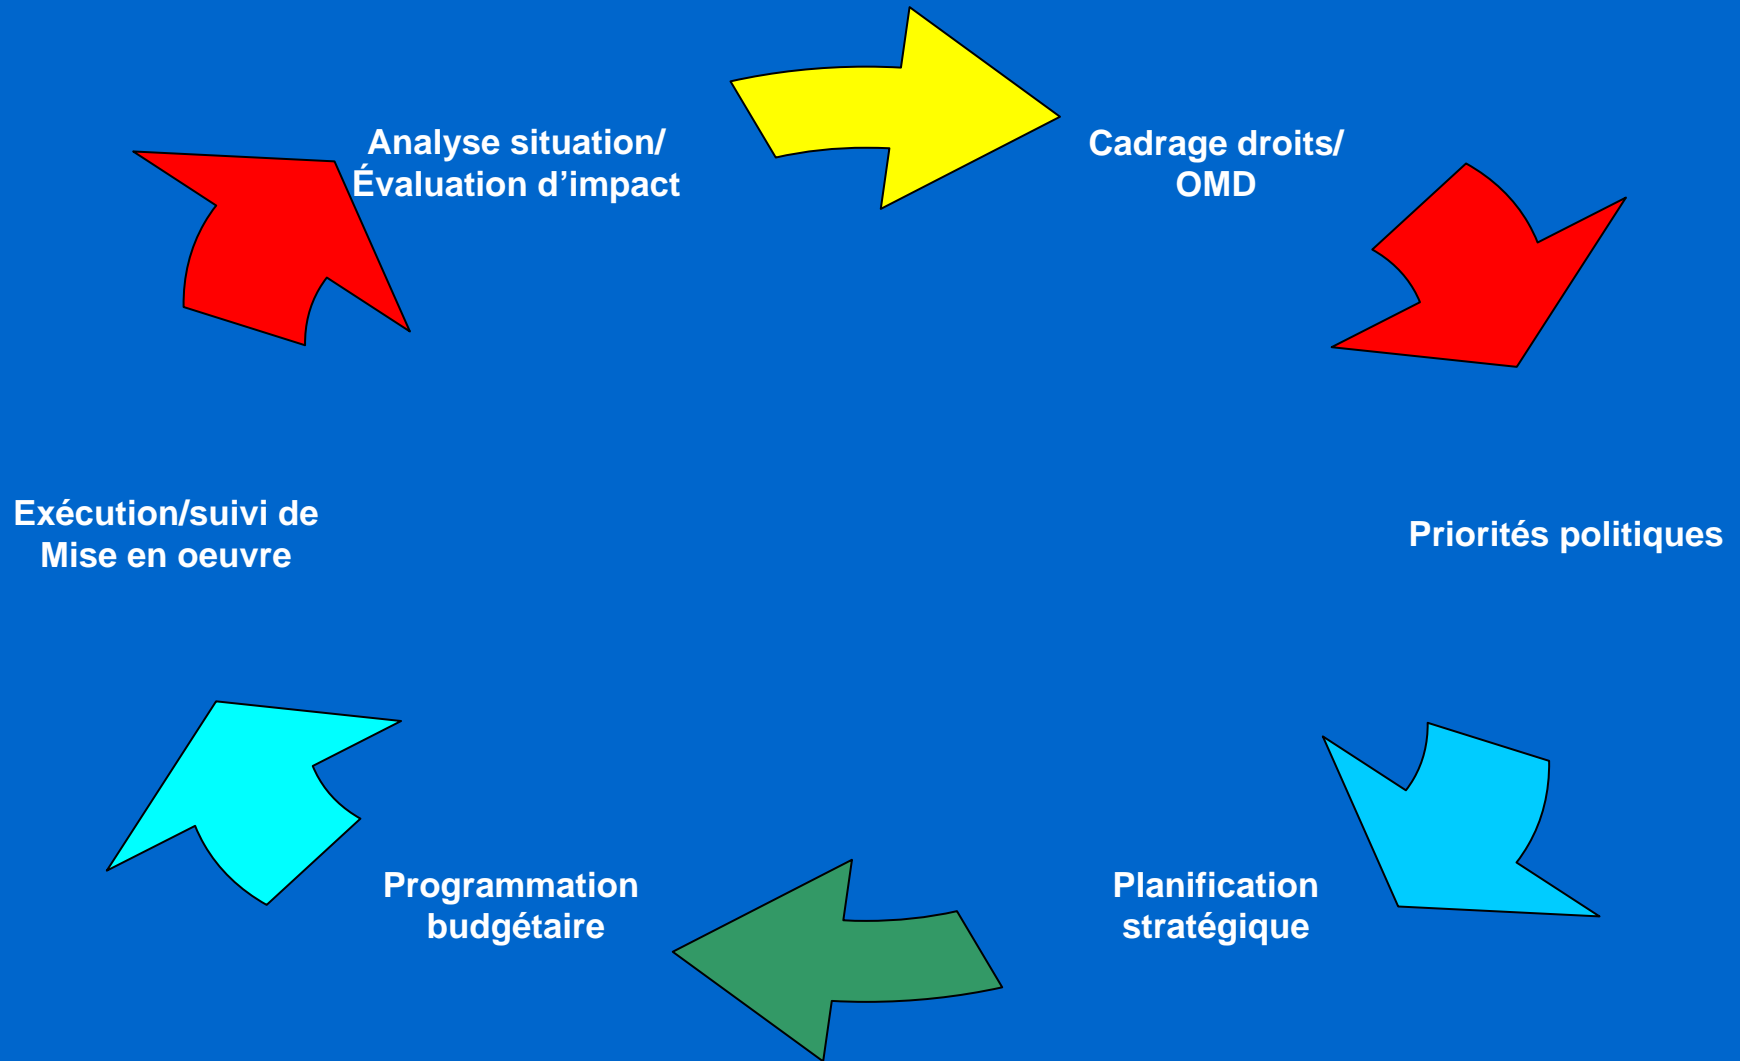 Analyse situation/
Évaluation d’impact
Cadrage droits/
OMD
Exécution/suivi de
Mise en oeuvre
Priorités politiques
Programmation
budgétaire
Planification
stratégique